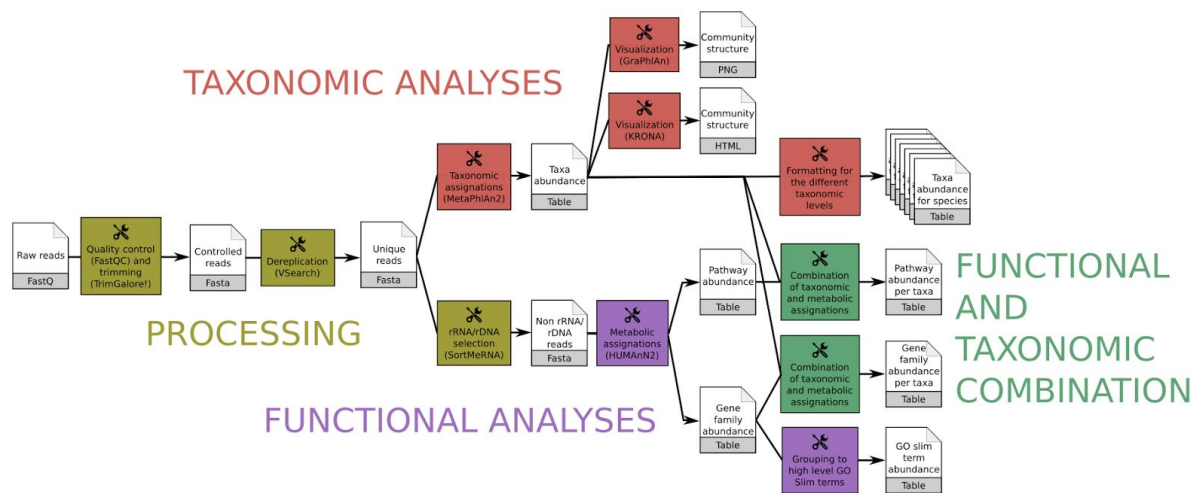 TAXONOMIC ANALYSES
Visualization
(GraPhlAn)
Community
structure
PNG
Visualization
(KRONA)
Community
structure
HTML
Taxonomic
assignations
(MetaPhlAn2)
Taxa
abundance
Table
Formatting for
the different
taxonomic
levels
Taxa
abundance
for species
Table
Raw reads
FastQ
Quality control
(FastQC) and
trimming
(TrimGalore!)
Controlled
reads
Fasta
Dereplication
(VSearch)
Unique
reads
Fasta
PROCESSING
rRNA/rDNA
selection
(SortMeRNA)
Non rRNA/
rDNA
reads
Fasta
Metabolic
assignations
(HUMAnN2)
FUNCTIONAL ANALYSES
Pathway
abundance
Table
Combination
of taxonomic
and metabolic
assignations
Pathway
abundance
per taxa
Table
Gene
family
abundance
Table
Combination
of taxonomic
and metabolic
assignations
Gene
family
abundance
per taxa
Table
Grouping to
high level GO
Slim terms
GO slim
term
abundance
Table
FUNCTIONAL
AND
TAXONOMIC
COMBINATION